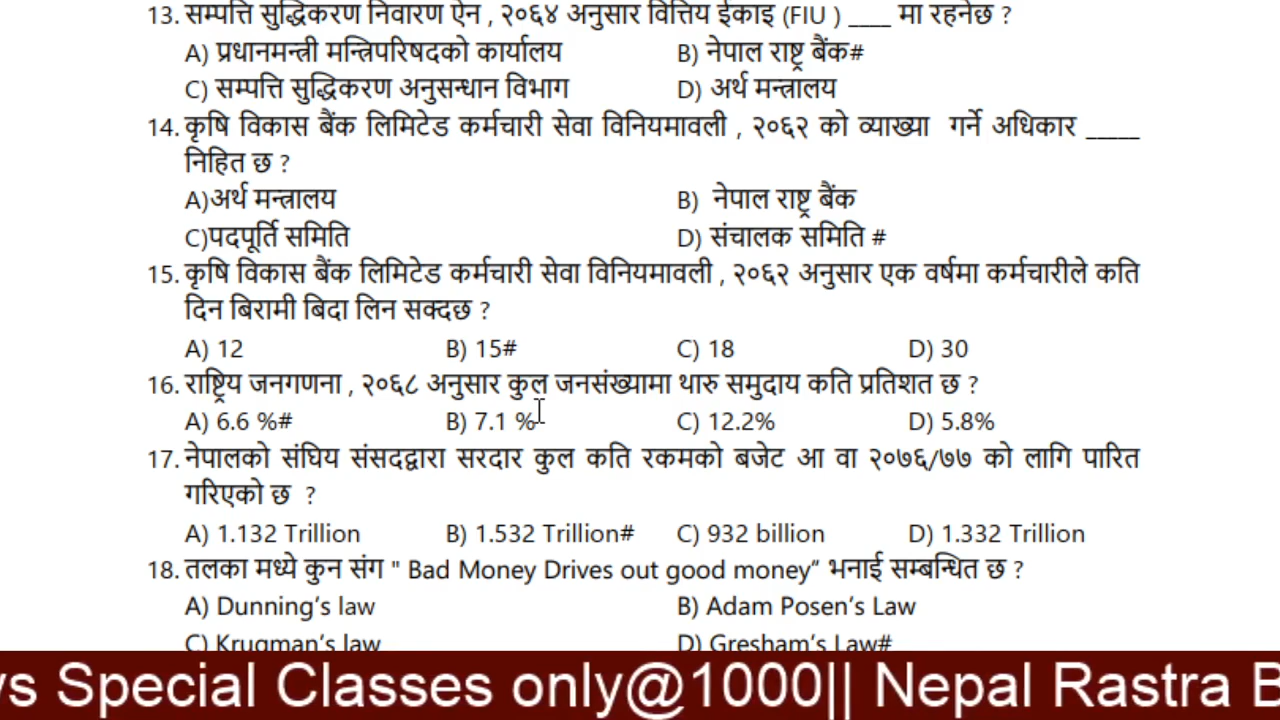 13. सम्पत्ति सुद्धिकरण निवारण ऐन , २०६४ अनुसार वित्तिय ईकाइ (FIU ) ____ मा रहनेछ ?
A) प्रधानमन्त्री मन्त्रिपरिषदको कार्यालय B) नेपाल राष्ट्र बैंक#
C) सम्पत्ति सुद्धिकरण अनुसन्धान विभाग D) अर्थ मन्त्रालय
14. कृषि विकास बैंक लिमिटेड कर्मचारी सेवा विनियमावली , २०६२ को व्याख्या गर्ने अधिकार _____
निहित छ ?
A)अर्थ मन्त्रालय B) नेपाल राष्ट्र बैंक
C)पदपूर्ति समिति D) संचालक समिति #
15. कृषि विकास बैंक लिमिटेड कर्मचारी सेवा विनियमावली , २०६२ अनुसार एक वर्षमा कर्मचारीले कति
दिन बिरामी बिदा लिन सक्दछ ?
A) 12 B) 15# C) 18 D) 30
16. राष्ट्रिय जनगणना , २०६८ अनुसार कुल जनसंख्यामा थारु समुदाय कति प्रतिशत छ ?
A) 6.6 %# B) 7.1 % C) 12.2% D) 5.8%
17. नेपालको संघिय संसदद्वारा सरदार कुल कति रकमको बजेट आ वा २०७६/७७ को लागि पारित
गरिएको छ ?
A) 1.132 Trillion B) 1.532 Trillion# C) 932 billion D) 1.332 Trillion
18. तलका मध्ये कुन संग " Bad Money Drives out good money” भनाई सम्बन्धित छ ?
A) Dunning’s law B) Adam Posen’s Law
C) Krugman’s law D) Gresham’s Law#
ys Special Classes only@1000|| Nepal Rastra B